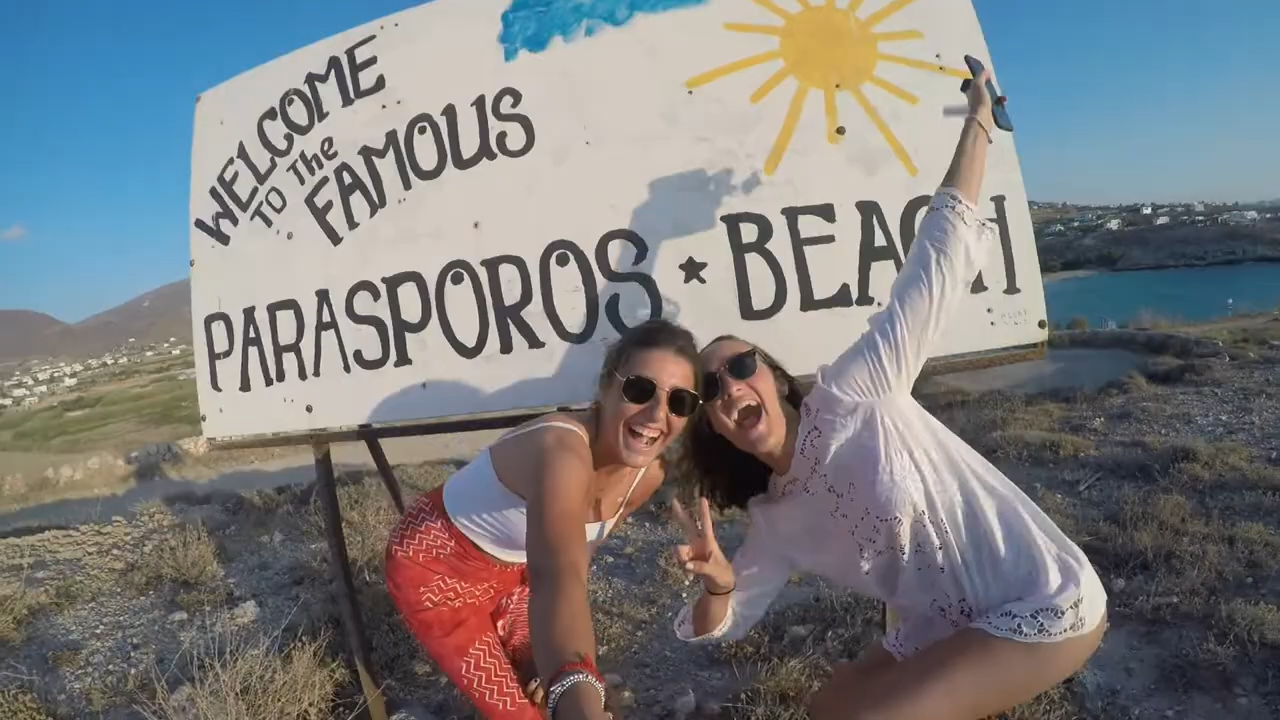 WELCOME
TO The
FAMOUS
PARASPOROS ★ BEACH